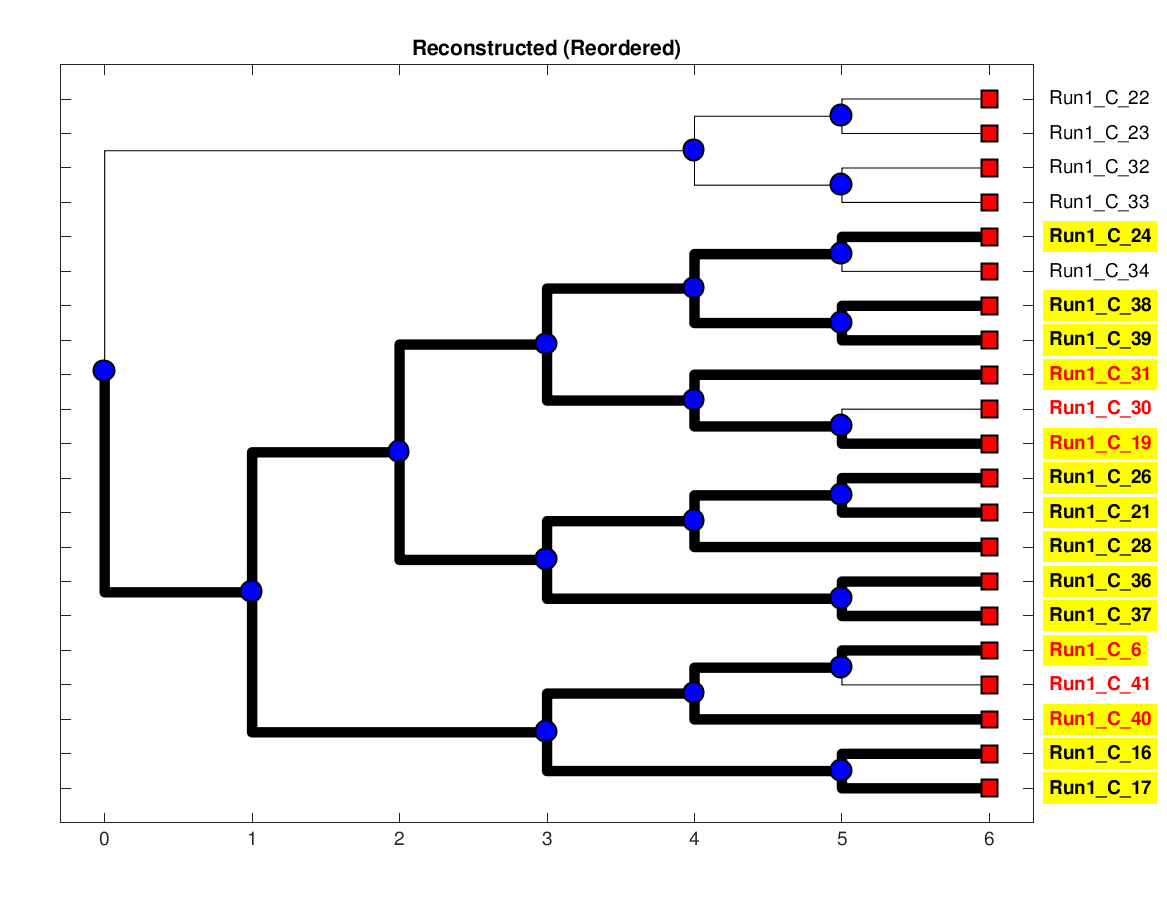 Reconstructed (Reordered)
Run1_C_22
Run1_C_23
Run1_C_32
Run1_C_33
Run1_C_24
Run1_C_34
Run1_C_38
Run1_C_39
Run1_C_31
Run1_C_30
Run1_C_19
Run1_C_26
Run1_C_21
Run1_C_28
Run1_C_36
Run1_C_37
Run1_C_6
Run1_C_41
Run1_C_40
Run1_C_16
Run1_C_17
0 1 2 3 4 5 6